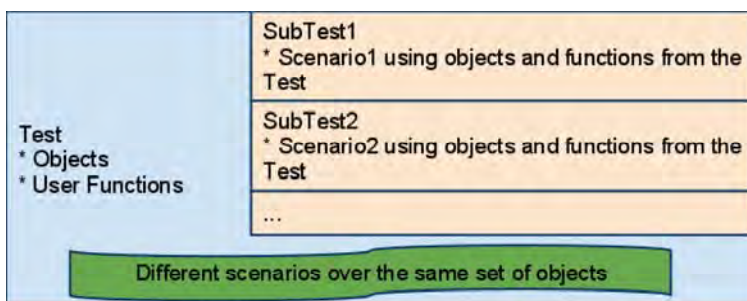 Test
* Objects
* User Functions
SubTest1
* Scenario1 using objects and functions from the
Test
SubTest2
* Scenario2 using objects and functions from the
Test
...
Different scenarios over the same set of objects